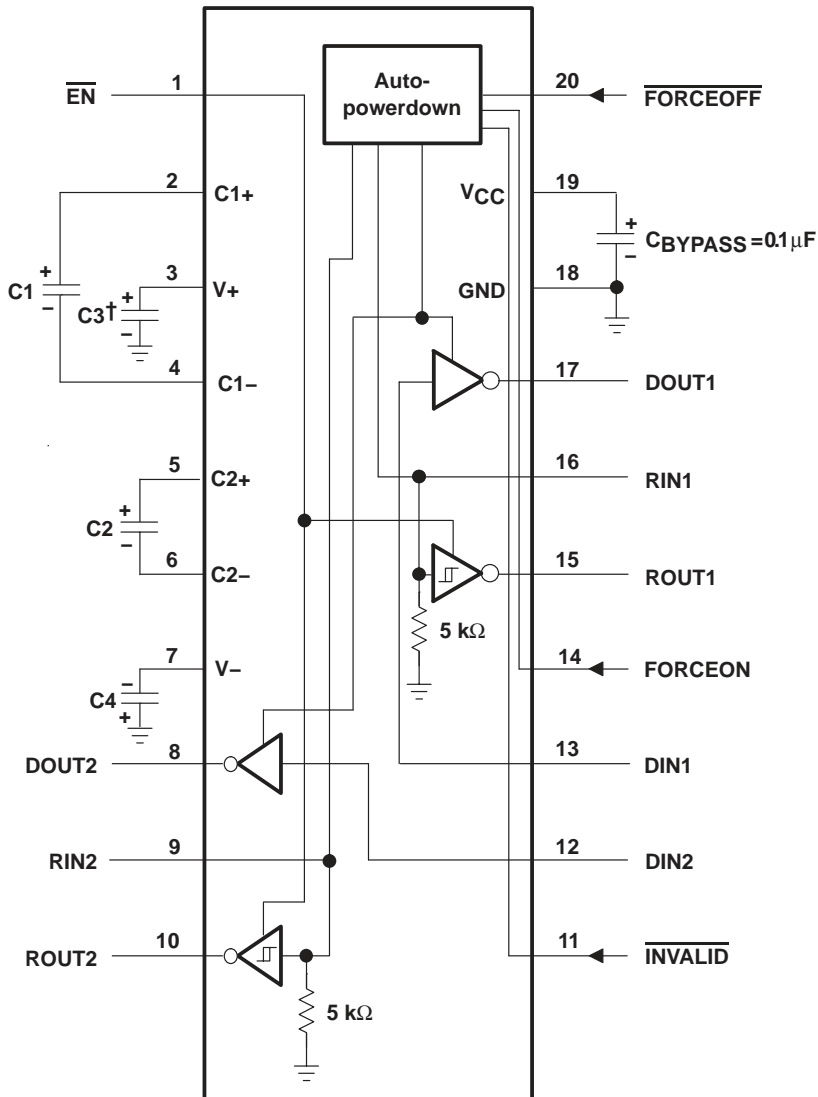 Auto-
powerdown
EN
1
20
FORCEOFF
2
C1+
VCC
19
+
CBYPASS = 0.1 µF
–
C1
+
–
3
V+
+
C3†
–
GND
18
4
C1–
17
DOUT1
5
C2+
16
RIN1
C2
+
–
6
C2–
15
ROUT1
5 kΩ
7
V–
–
C4
+
14
FORCEON
DOUT2
8
13
DIN1
RIN2
9
12
DIN2
ROUT2
10
11
INVALID
5 kΩ